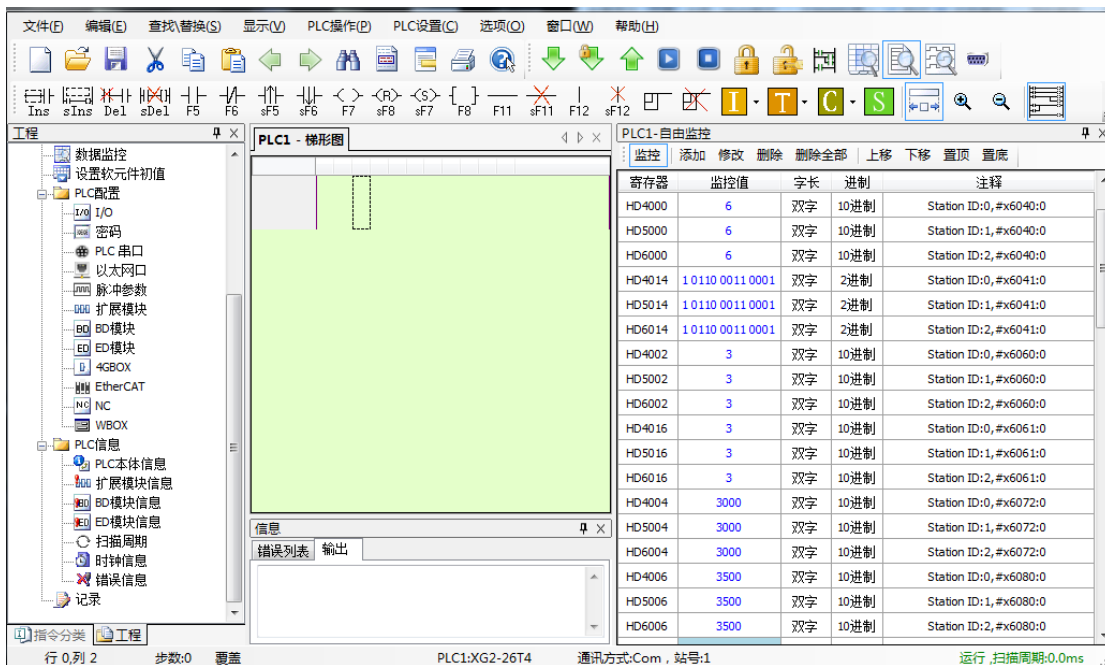 文件(F) 编辑(E) 查找\替换(S) 显示(V) PLC操作(P) PLC设置(C) 选项(O) 窗口(W) 帮助(H)
Ins sIns Del sDel F5 F6 sF5 sF6 F7 sF8 sF7 F8 F11 sF11 F12 sF12 I T C S
工程
数据监控
设置软元件初值
PLC配置
I/O I/O
密码
PLC 串口
以太网口
脉冲参数
扩展模块
BD BD模块
ED ED模块
4GBOX
EtherCAT
NC NC
WBOX
PLC信息
PLC本体信息
扩展模块信息
BD BD模块信息
ED ED模块信息
扫描周期
时钟信息
错误信息
记录
指令分类 工程
PLC1 - 梯形图
信息
错误列表 输出
PLC1-自由监控
监控 添加 修改 删除 删除全部 上移 下移 置顶 置底
寄存器 监控值 字长 进制 注释
HD4000 6 双字 10进制 Station ID:0,#x6040:0
HD5000 6 双字 10进制 Station ID:1,#x6040:0
HD6000 6 双字 10进制 Station ID:2,#x6040:0
HD4014 1 0110 0011 0001 双字 2进制 Station ID:0,#x6041:0
HD5014 1 0110 0011 0001 双字 2进制 Station ID:1,#x6041:0
HD6014 1 0110 0011 0001 双字 2进制 Station ID:2,#x6041:0
HD4002 3 双字 10进制 Station ID:0,#x6060:0
HD5002 3 双字 10进制 Station ID:1,#x6060:0
HD6002 3 双字 10进制 Station ID:2,#x6060:0
HD4016 3 双字 10进制 Station ID:0,#x6061:0
HD5016 3 双字 10进制 Station ID:1,#x6061:0
HD6016 3 双字 10进制 Station ID:2,#x6061:0
HD4004 3000 双字 10进制 Station ID:0,#x6072:0
HD5004 3000 双字 10进制 Station ID:1,#x6072:0
HD6004 3000 双字 10进制 Station ID:2,#x6072:0
HD4006 3500 双字 10进制 Station ID:0,#x6080:0
HD5006 3500 双字 10进制 Station ID:1,#x6080:0
HD6006 3500 双字 10进制 Station ID:2,#x6080:0
行 0,列 2 步数:0 覆盖 PLC1:XG2-26T4 通讯方式:Com，站号:1 运行 ,扫描周期:0.0ms